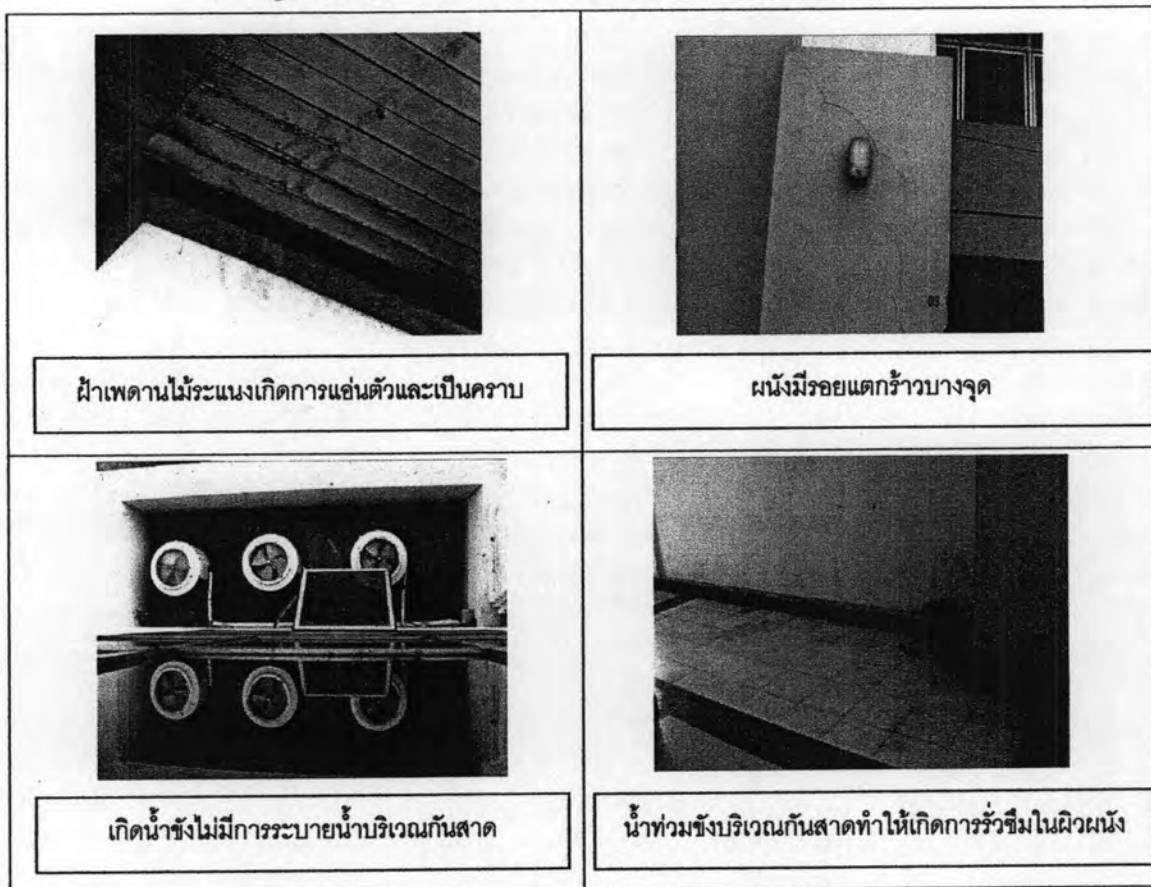 ฝ้าเพดานไม้ระแนงเกิดการแอ่นตัวและเป็นคราบ
ผนังมีรอยแตกร้าวบางจุด
09
เกิดน้ำขังไม่มีการระบายน้ำบริเวณกันสาด
น้ำท่วมขังบริเวณกันสาดทำให้เกิดการรั่วซึมในผิวผนัง